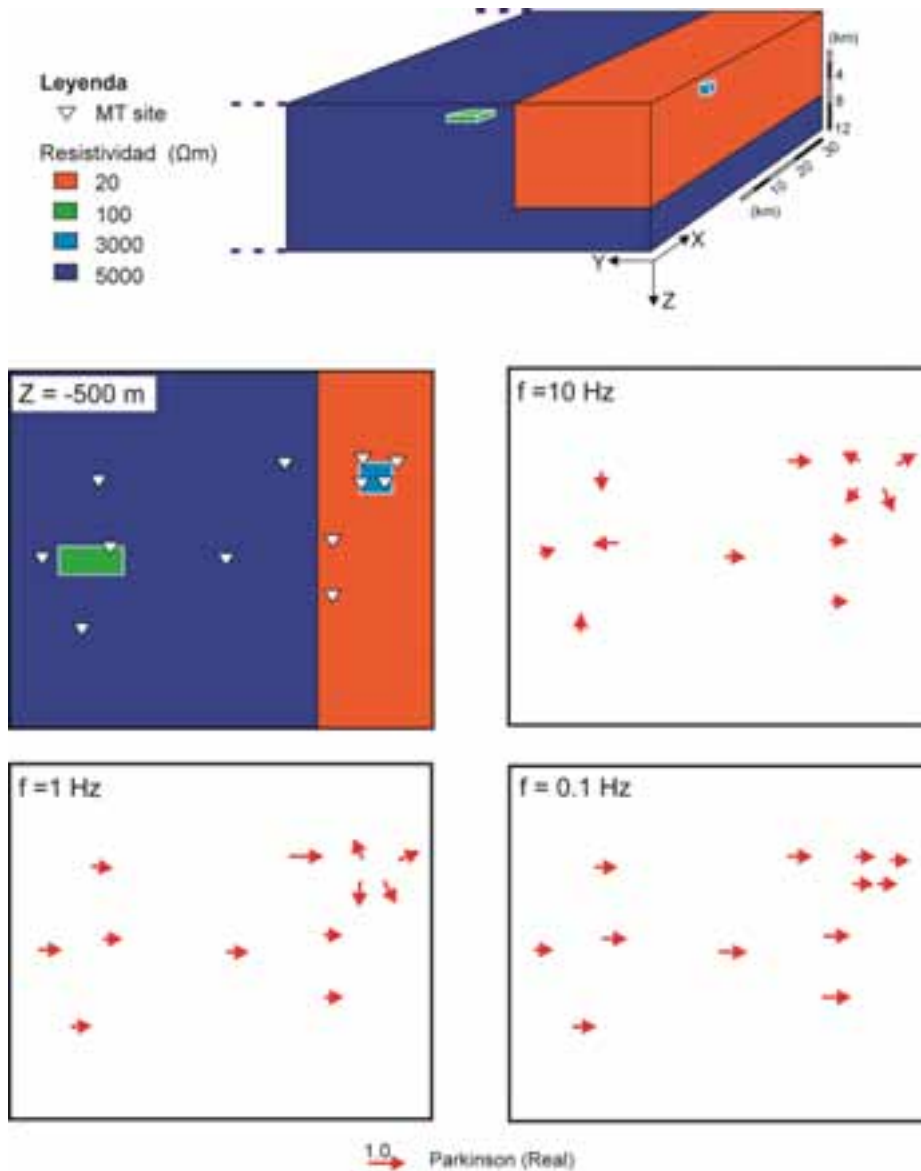 (km)
4
8
12
30
20
10
(km)
X
Y
Z
Leyenda
MT site
Resistividad (Ωm)
20
100
3000
5000
Z = -500 m
f =10 Hz
f =1 Hz
f = 0.1 Hz
1.0
Parkinson (Real)